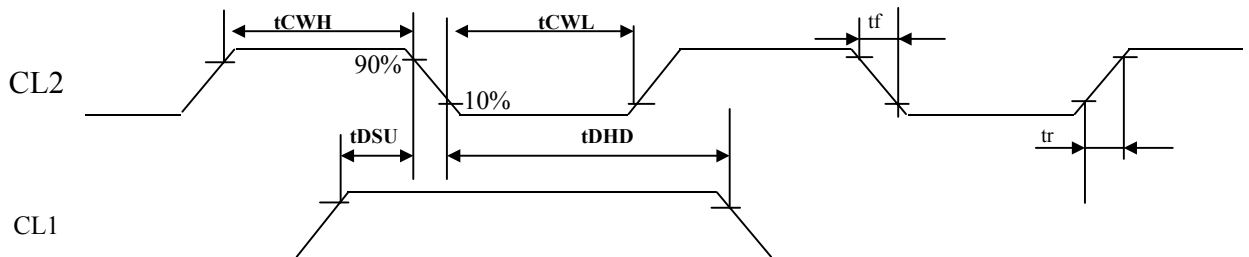 tCWH
tCWL
tf
CL2
90%
10%
tDSU
tDHD
tr
CL1